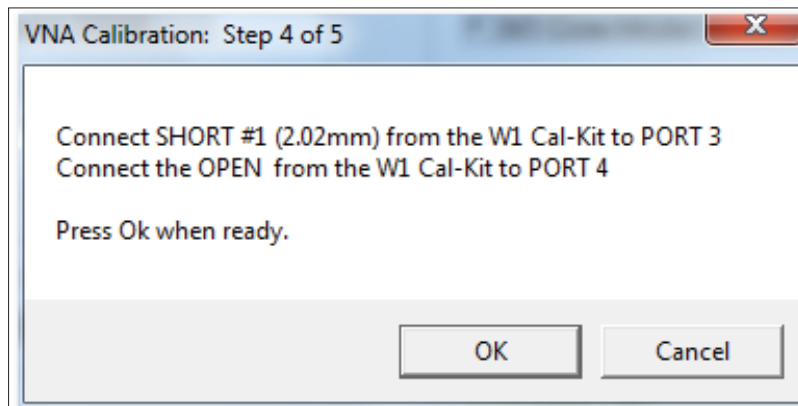 VNA Calibration: Step 4 of 5
Connect SHORT #1 (2.02mm) from the W1 Cal-Kit to PORT 3
Connect the OPEN from the W1 Cal-Kit to PORT 4
Press Ok when ready.
OK
Cancel